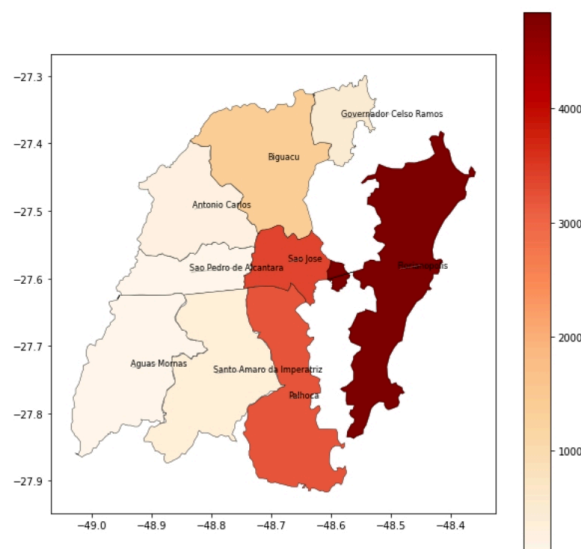 −27.3
−27.4
−27.5
−27.6
−27.7
−27.8
−27.9
−49.0 −48.9 −48.8 −48.7 −48.6 −48.5 −48.4
Governador Celso Ramos
Biguacu
Antonio Carlos
Sao Jose
Sao Pedro de Alcantara
Aguas Mornas
Santo Amaro da Imperatriz
Palhoca
4000
3000
2000
1000